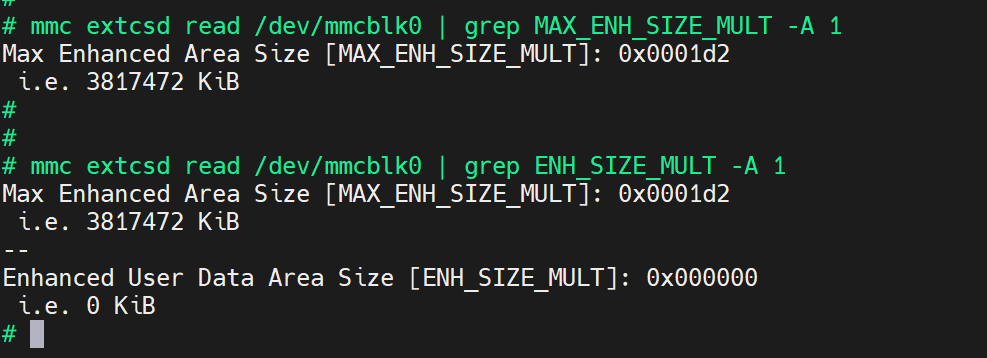 #
# mmc extcsd read /dev/mmcblk0 | grep MAX_ENH_SIZE_MULT -A 1
Max Enhanced Area Size [MAX_ENH_SIZE_MULT]: 0x0001d2
 i.e. 3817472 KiB
#
#
# mmc extcsd read /dev/mmcblk0 | grep ENH_SIZE_MULT -A 1
Max Enhanced Area Size [MAX_ENH_SIZE_MULT]: 0x0001d2
 i.e. 3817472 KiB
--
Enhanced User Data Area Size [ENH_SIZE_MULT]: 0x000000
 i.e. 0 KiB
#